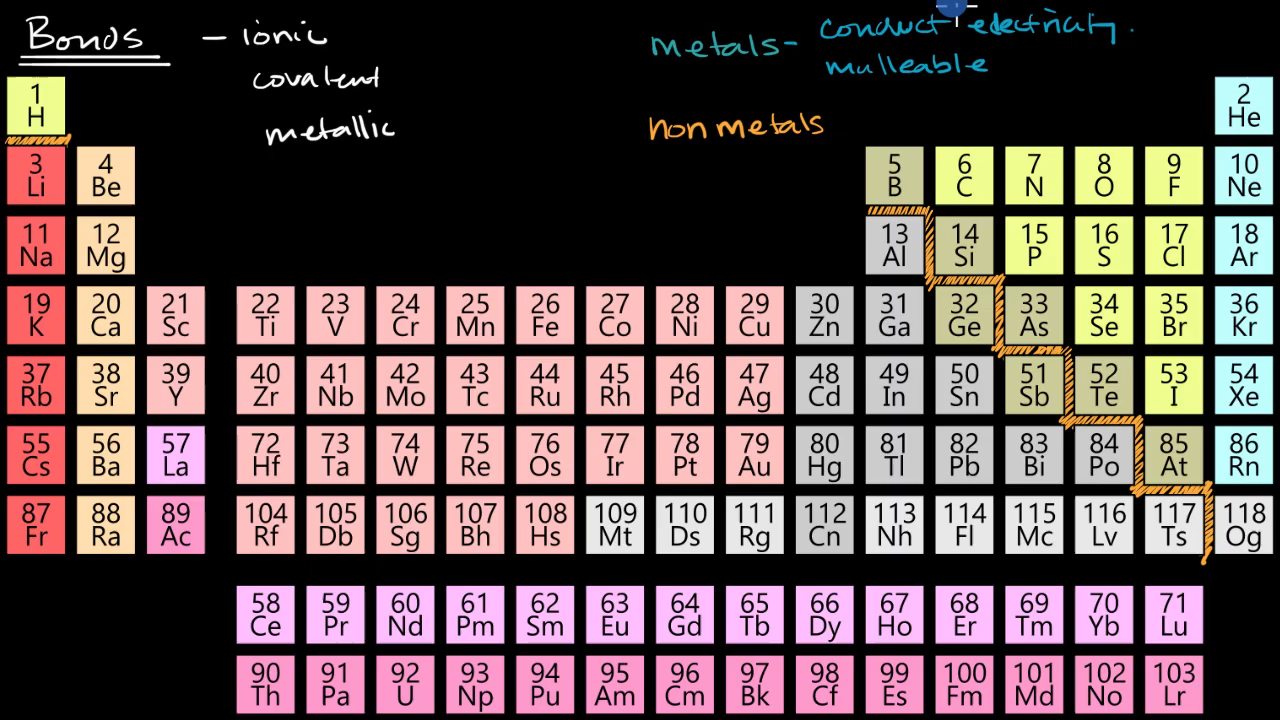 Bonds - ionic
covalent
metallic
metals- conduct electricity.
malleable
non metals
1 H 2 He
3 Li 4 Be 5 B 6 C 7 N 8 O 9 F 10 Ne
11 Na 12 Mg 13 Al 14 Si 15 P 16 S 17 Cl 18 Ar
19 K 20 Ca 21 Sc 22 Ti 23 V 24 Cr 25 Mn 26 Fe 27 Co 28 Ni 29 Cu 30 Zn 31 Ga 32 Ge 33 As 34 Se 35 Br 36 Kr
37 Rb 38 Sr 39 Y 40 Zr 41 Nb 42 Mo 43 Tc 44 Ru 45 Rh 46 Pd 47 Ag 48 Cd 49 In 50 Sn 51 Sb 52 Te 53 I 54 Xe
55 Cs 56 Ba 57 La 72 Hf 73 Ta 74 W 75 Re 76 Os 77 Ir 78 Pt 79 Au 80 Hg 81 Tl 82 Pb 83 Bi 84 Po 85 At 86 Rn
87 Fr 88 Ra 89 Ac 104 Rf 105 Db 106 Sg 107 Bh 108 Hs 109 Mt 110 Ds 111 Rg 112 Cn 113 Nh 114 Fl 115 Mc 116 Lv 117 Ts 118 Og
58 Ce 59 Pr 60 Nd 61 Pm 62 Sm 63 Eu 64 Gd 65 Tb 66 Dy 67 Ho 68 Er 69 Tm 70 Yb 71 Lu
90 Th 91 Pa 92 U 93 Np 94 Pu 95 Am 96 Cm 97 Bk 98 Cf 99 Es 100 Fm 101 Md 102 No 103 Lr